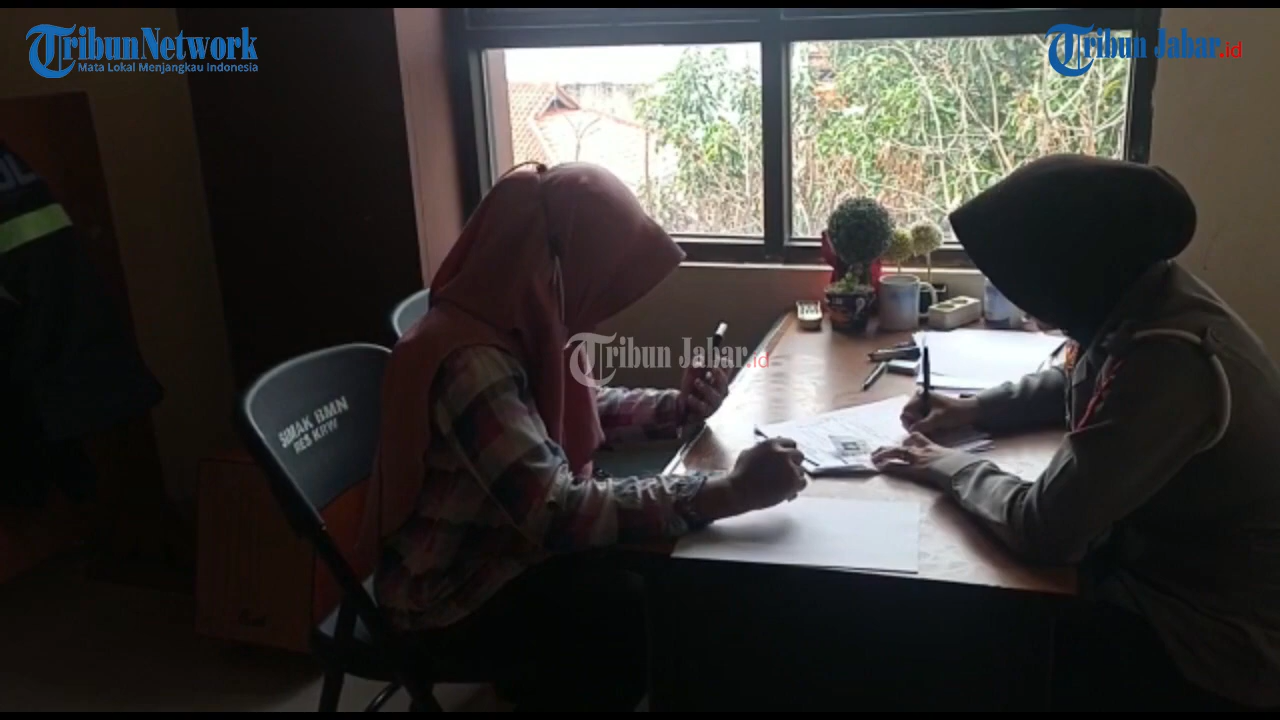 TribunNetwork
Mata Lokal Menjangkau Indonesia
Tribun Jabar.id
Tribun Jabar.id
SIMAK BMN
RES KRW